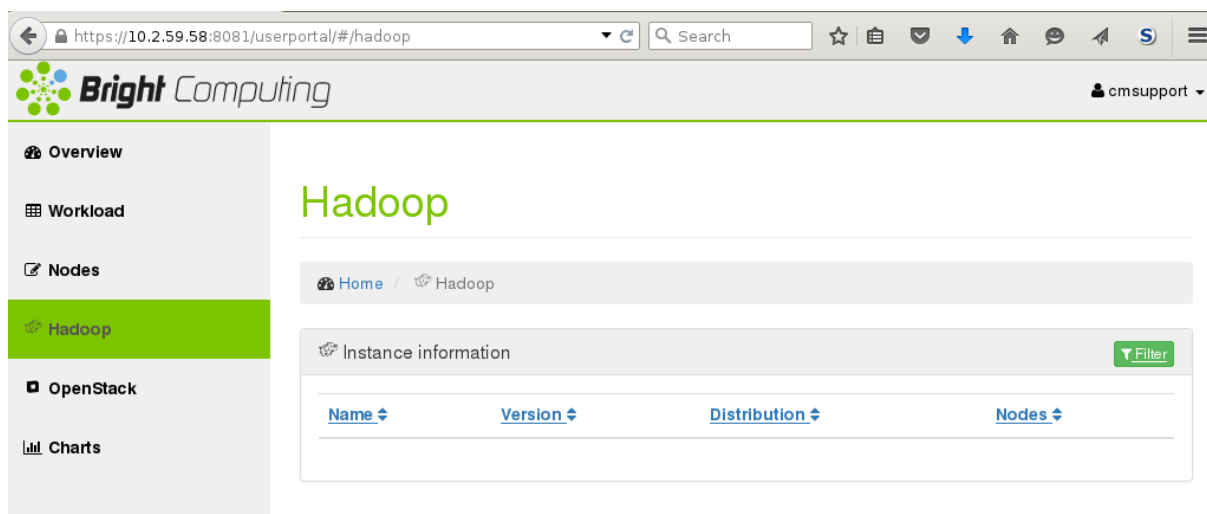 https://10.2.59.58:8081/userportal/#/hadoop Search
Bright Computing
cmsupport
Overview
Workload
Nodes
Hadoop
OpenStack
Charts
Hadoop
Home / Hadoop
Instance information Filter
Name Version Distribution Nodes